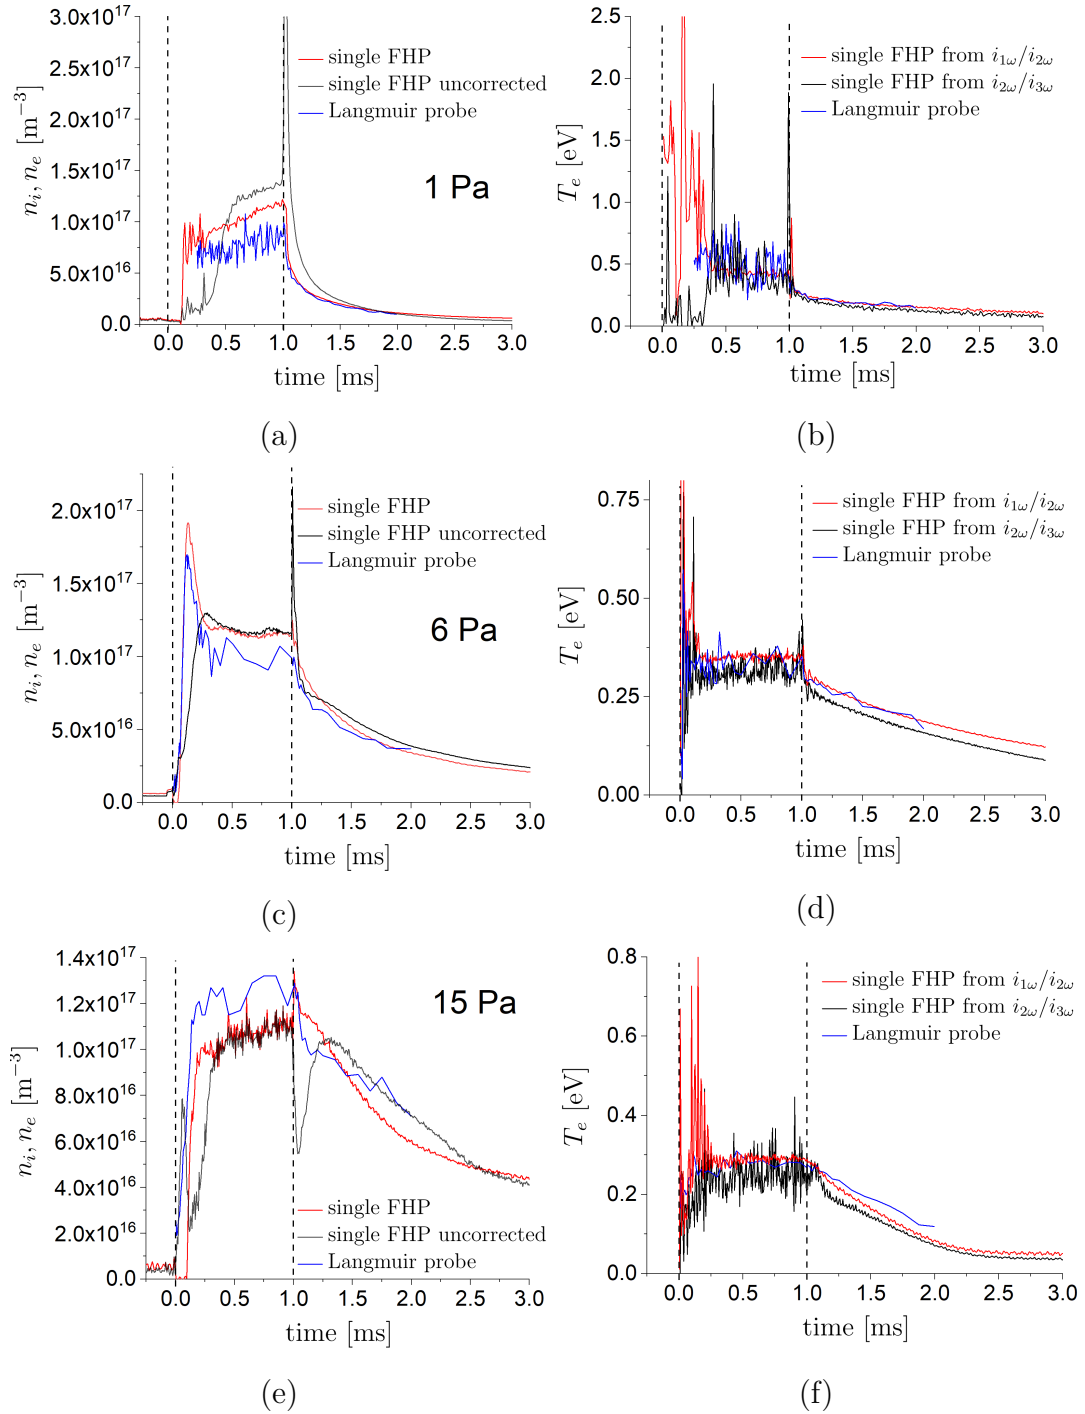 3.0x10^17
2.5x10^17
2.0x10^17
1.5x10^17
1.0x10^17
5.0x10^16
0.0
n_i, n_e [m^−3]
single FHP
single FHP uncorrected
Langmuir probe
1 Pa
0.0 0.5 1.0 1.5 2.0 2.5 3.0
time [ms]
(a)
2.5
2.0
1.5
1.0
0.5
0.0
T_e [eV]
single FHP from i_1ω/i_2ω
single FHP from i_2ω/i_3ω
Langmuir probe
0.0 0.5 1.0 1.5 2.0 2.5 3.0
time [ms]
(b)
2.0x10^17
1.5x10^17
1.0x10^17
5.0x10^16
0.0
n_i, n_e [m^−3]
single FHP
single FHP uncorrected
Langmuir probe
6 Pa
0.0 0.5 1.0 1.5 2.0 2.5 3.0
time [ms]
(c)
0.75
0.50
0.25
0.00
T_e [eV]
single FHP from i_1ω/i_2ω
single FHP from i_2ω/i_3ω
Langmuir probe
0.0 0.5 1.0 1.5 2.0 2.5 3.0
time [ms]
(d)
1.4x10^17
1.2x10^17
1.0x10^17
8.0x10^16
6.0x10^16
4.0x10^16
2.0x10^16
0.0
n_i, n_e [m^−3]
15 Pa
single FHP
single FHP uncorrected
Langmuir probe
0.0 0.5 1.0 1.5 2.0 2.5 3.0
time [ms]
(e)
0.8
0.6
0.4
0.2
0.0
T_e [eV]
single FHP from i_1ω/i_2ω
single FHP from i_2ω/i_3ω
Langmuir probe
0.0 0.5 1.0 1.5 2.0 2.5 3.0
time [ms]
(f)